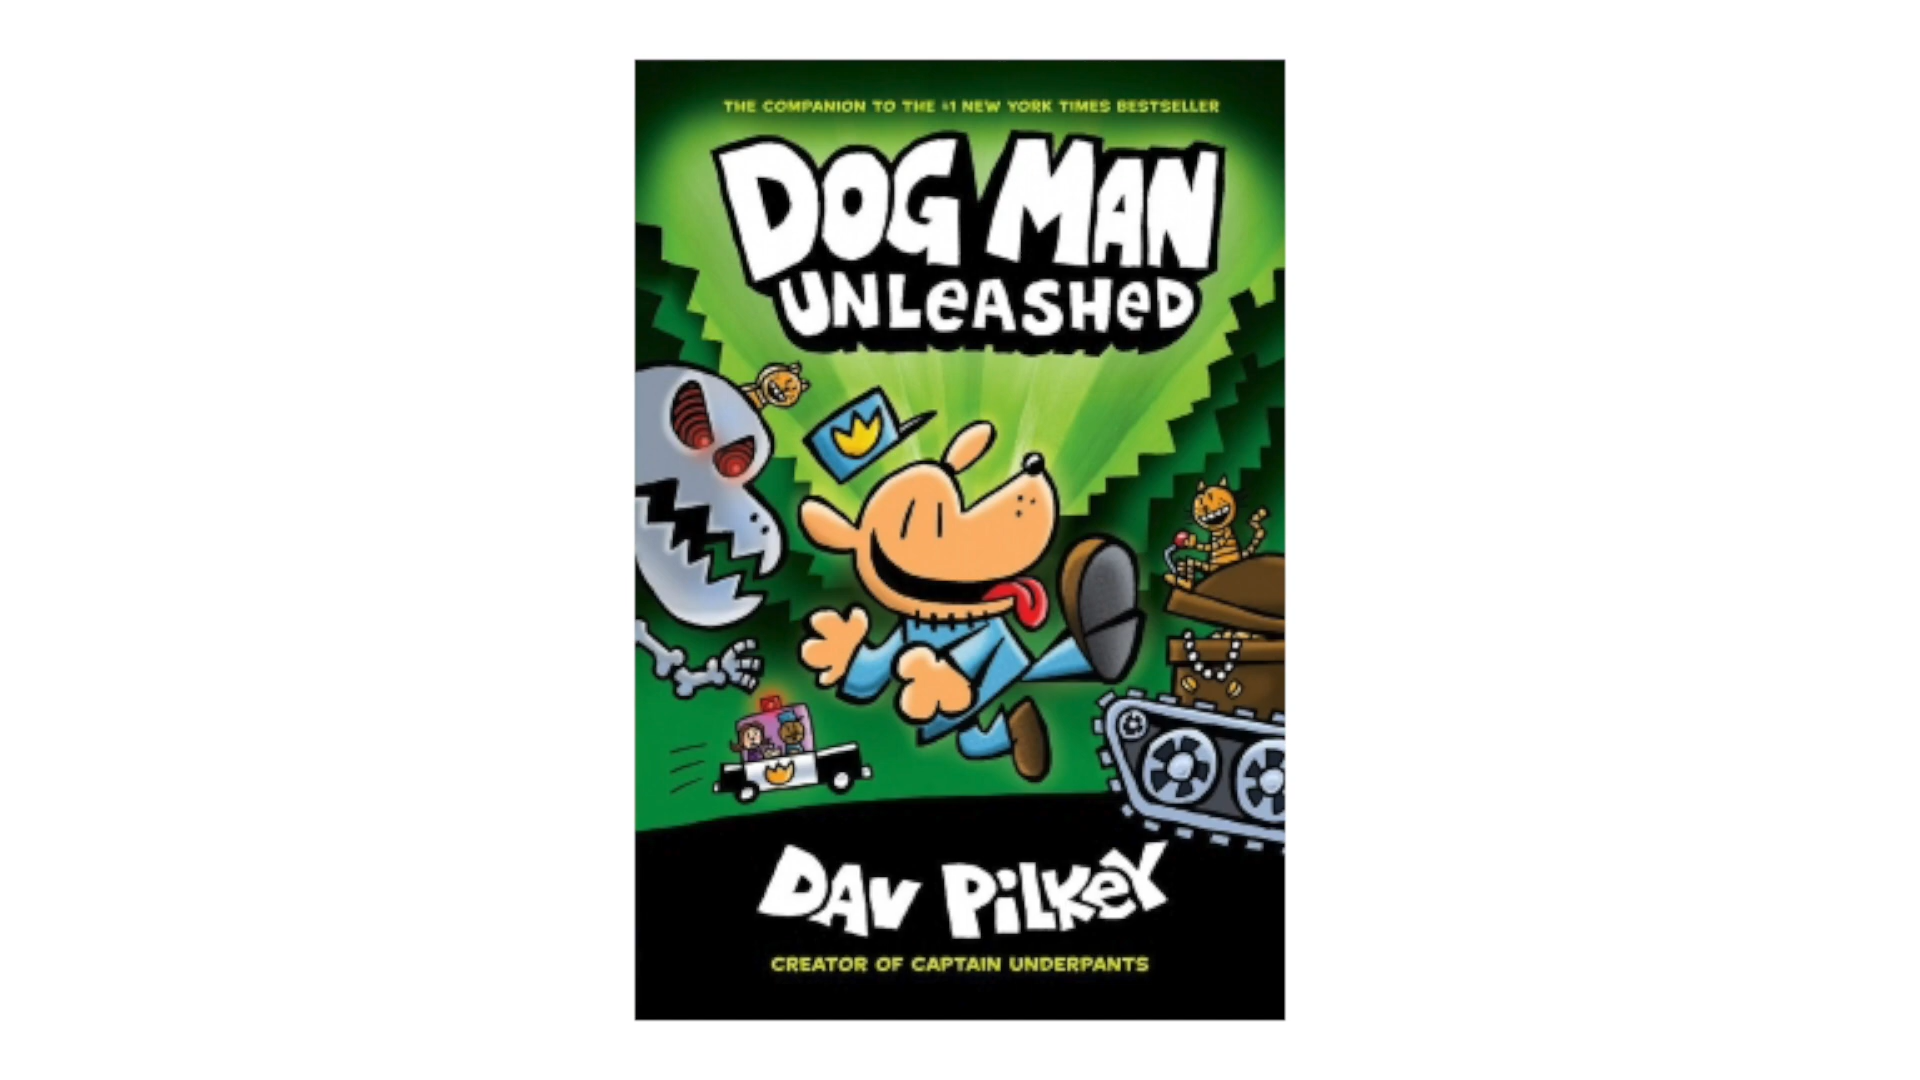 THE COMPANION TO THE #1 NEW YORK TIMES BESTSELLER
DOG MAN
UNLeASHeD
DAV PiLKeY
CREATOR OF CAPTAIN UNDERPANTS